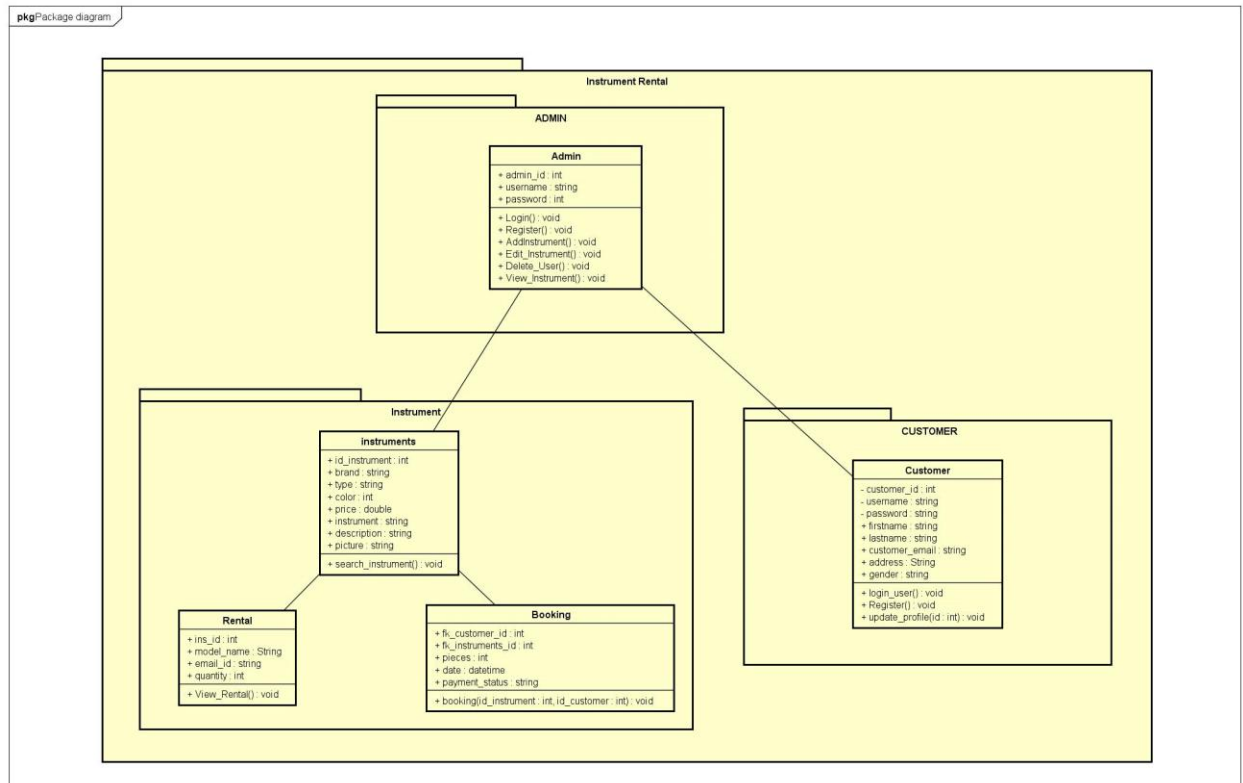 pkg Package diagram
Instrument Rental
ADMIN
Admin
+ admin_id : int
+ username : string
+ password : int
+ Login() : void
+ Register() : void
+ AddInstrument() : void
+ Edit_Instrument() : void
+ Delete_User() : void
+ View_Instrument() : void
Instrument
instruments
+ id_instrument : int
+ brand : string
+ type : string
+ color : int
+ price : double
+ instrument : string
+ description : string
+ picture : string
+ search_instrument() : void
Rental
+ ins_id : int
+ model_name : String
+ email_id : string
+ quantity : int
+ View_Rental() : void
Booking
+ fk_customer_id : int
+ fk_instruments_id : int
+ pieces : int
+ date : datetime
+ payment_status : string
+ booking(id_instrument : int, id_customer : int) : void
CUSTOMER
Customer
- customer_id : int
- username : string
- password : string
+ firstname : string
+ lastname : string
+ customer_email : string
+ address : String
+ gender : string
+ login_user() : void
+ Register() : void
+ update_profile(id : int) : void